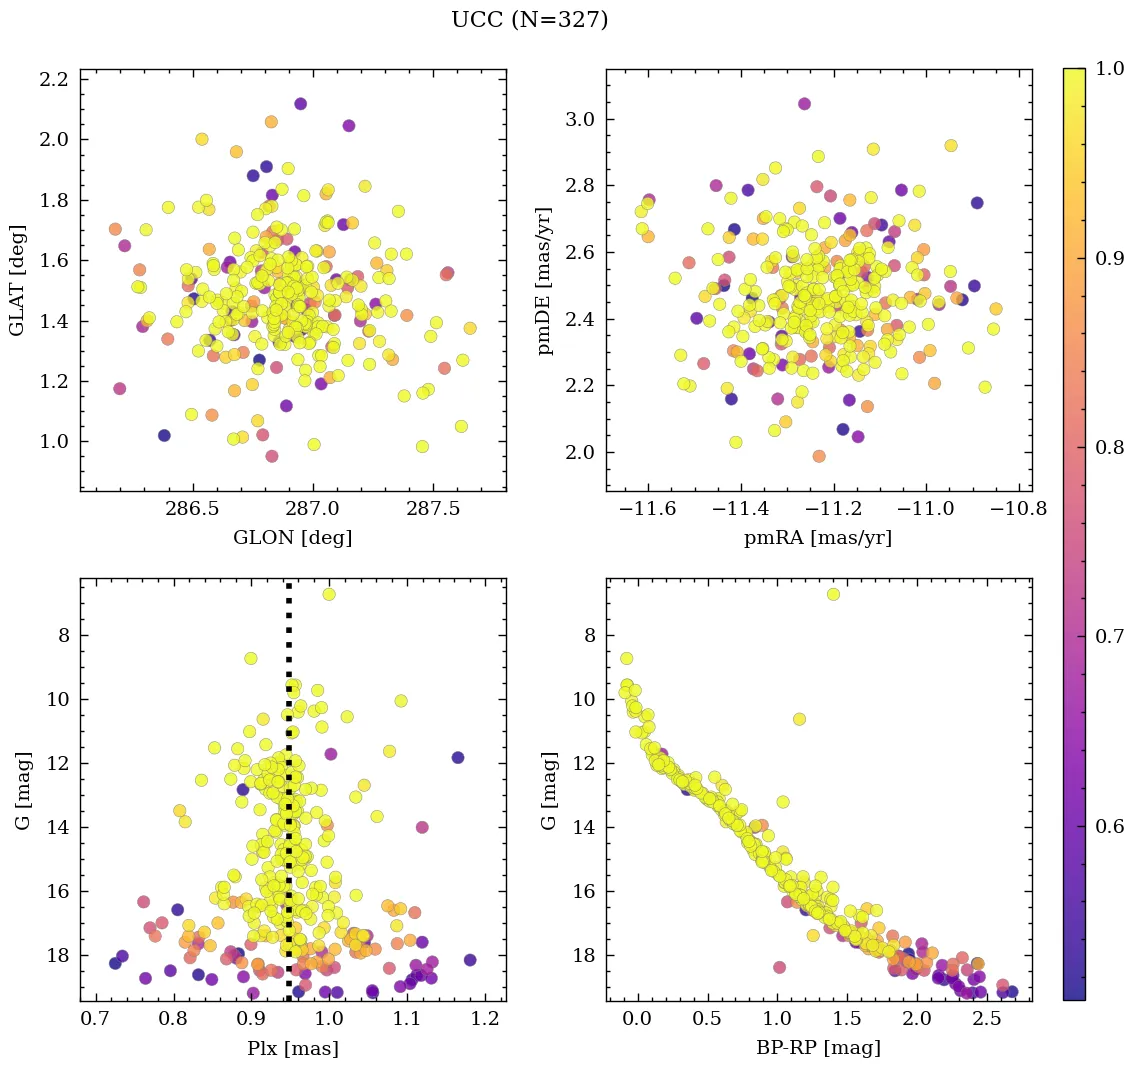 UCC (N=327)
2.2
2.0
1.8
1.6
1.4
1.2
1.0
GLAT [deg]
286.5 287.0 287.5
GLON [deg]
3.0
2.8
2.6
2.4
2.2
2.0
pmDE [mas/yr]
−11.6 −11.4 −11.2 −11.0 −10.8
pmRA [mas/yr]
8
10
12
14
16
18
G [mag]
0.7 0.8 0.9 1.0 1.1 1.2
Plx [mas]
8
10
12
14
16
18
G [mag]
0.0 0.5 1.0 1.5 2.0 2.5
BP-RP [mag]
1.0
0.9
0.8
0.7
0.6